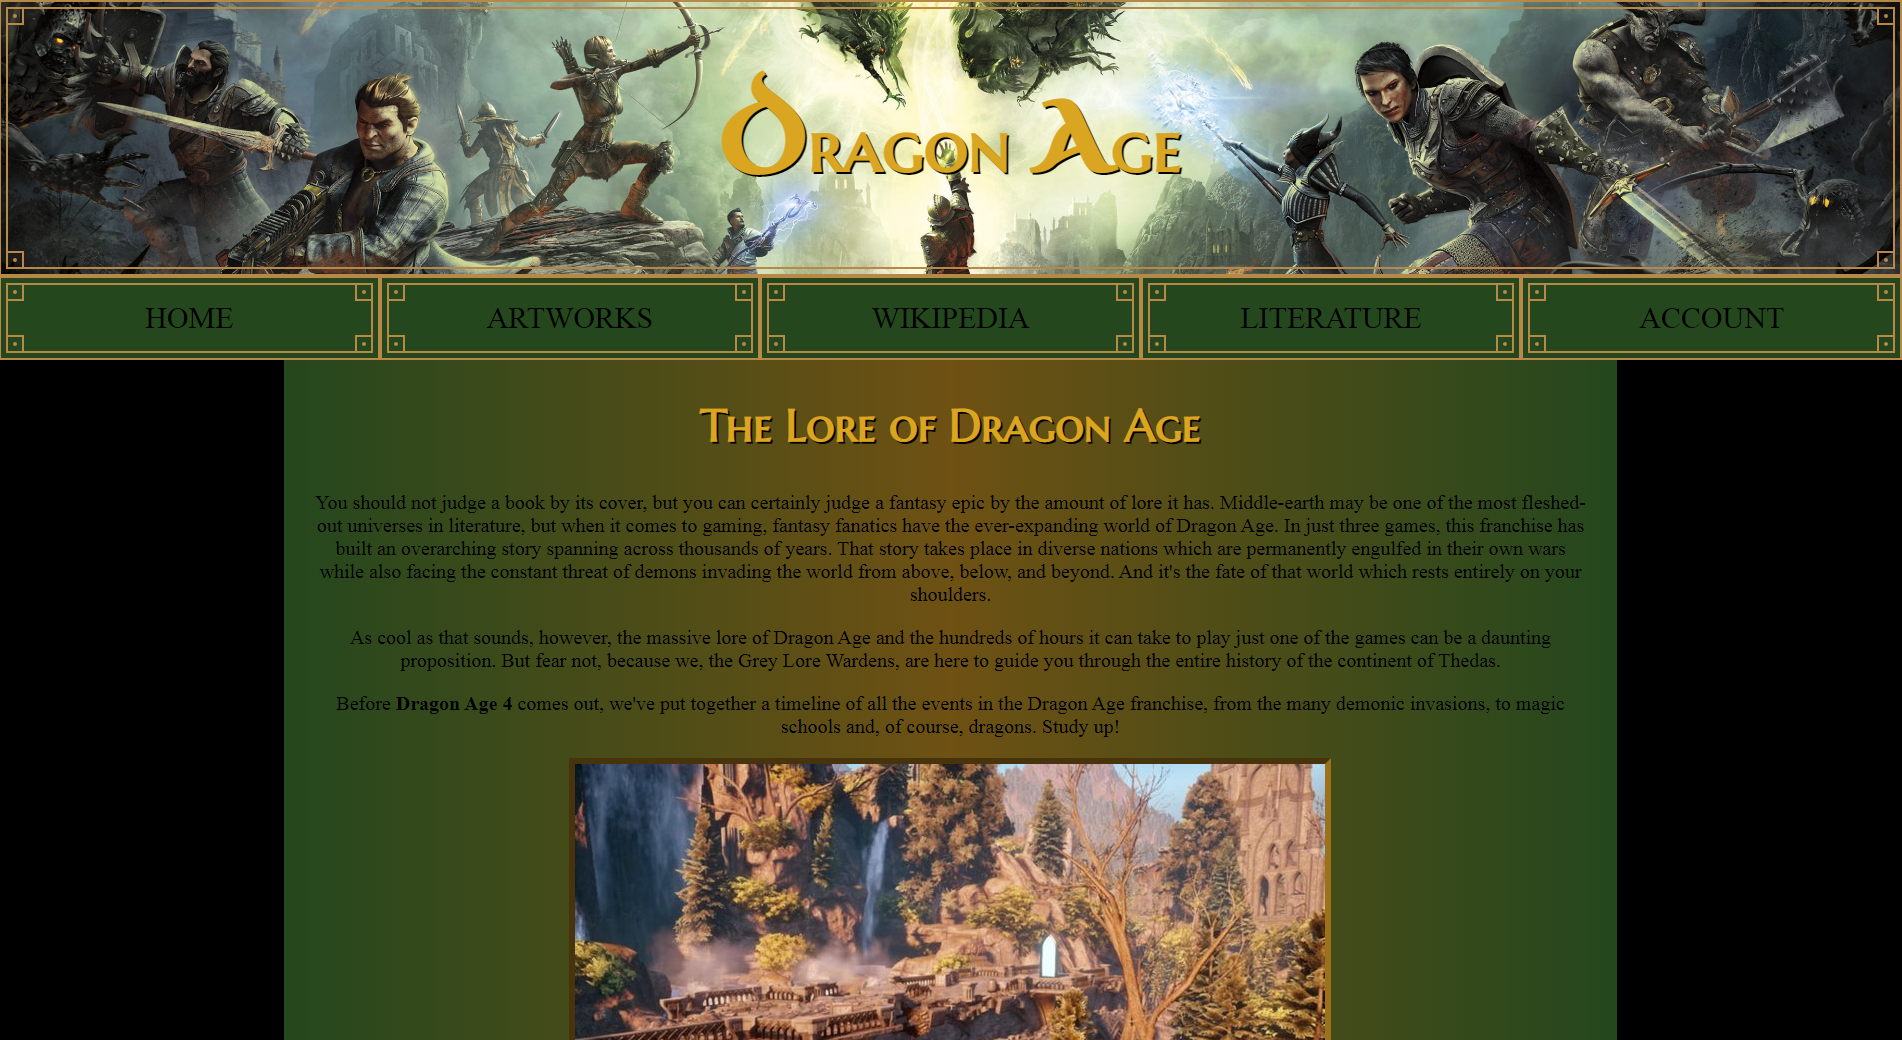 Dragon Age
HOME
ARTWORKS
WIKIPEDIA
LITERATURE
ACCOUNT
The Lore of Dragon Age
You should not judge a book by its cover, but you can certainly judge a fantasy epic by the amount of lore it has. Middle-earth may be one of the most fleshed-
out universes in literature, but when it comes to gaming, fantasy fanatics have the ever-expanding world of Dragon Age. In just three games, this franchise has
built an overarching story spanning across thousands of years. That story takes place in diverse nations which are permanently engulfed in their own wars
while also facing the constant threat of demons invading the world from above, below, and beyond. And it's the fate of that world which rests entirely on your
shoulders.
As cool as that sounds, however, the massive lore of Dragon Age and the hundreds of hours it can take to play just one of the games can be a daunting
proposition. But fear not, because we, the Grey Lore Wardens, are here to guide you through the entire history of the continent of Thedas.
Before Dragon Age 4 comes out, we've put together a timeline of all the events in the Dragon Age franchise, from the many demonic invasions, to magic
schools and, of course, dragons. Study up!